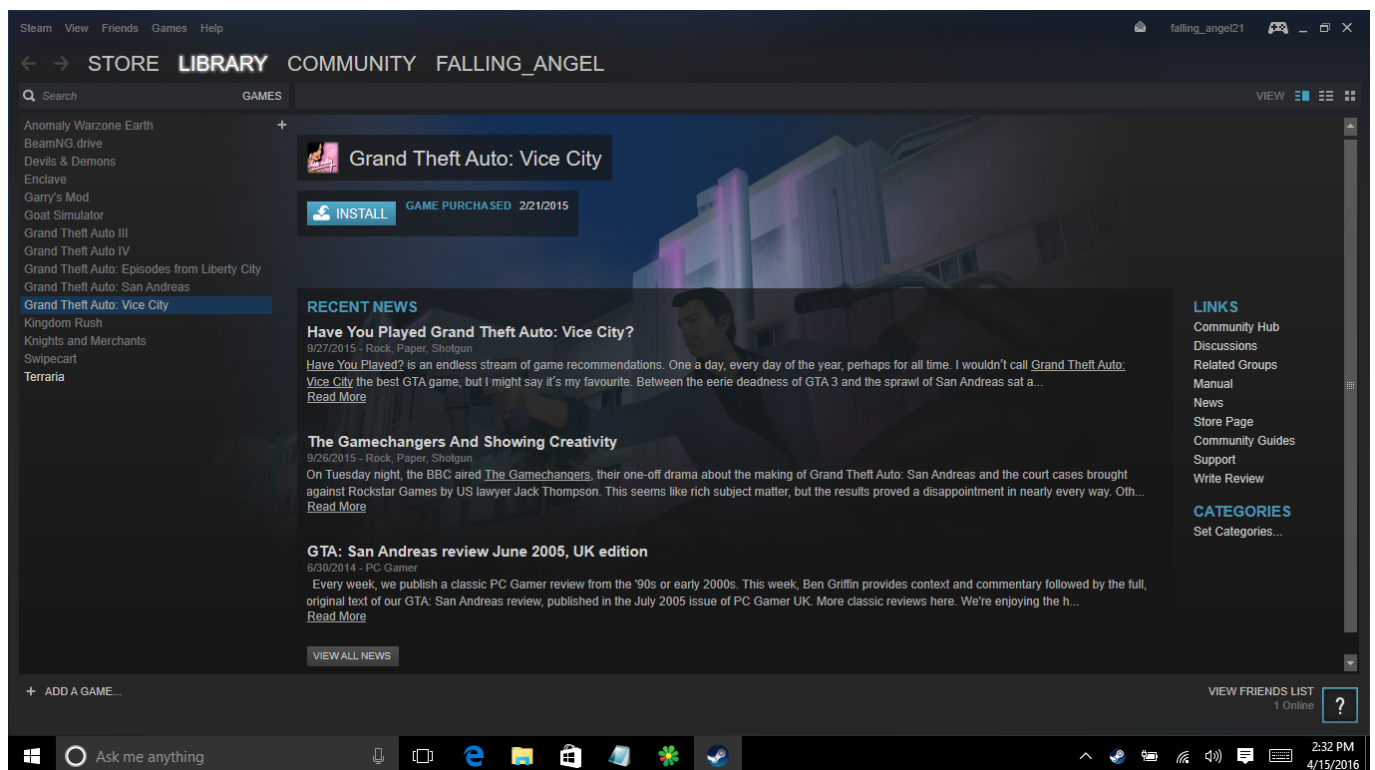 Steam View Friends Games Help
falling_angel21
STORE LIBRARY COMMUNITY FALLING_ANGEL
Search GAMES
VIEW
Anomaly Warzone Earth +
BeamNG.drive
Devils & Demons
Enclave
Garry's Mod
Goat Simulator
Grand Theft Auto III
Grand Theft Auto IV
Grand Theft Auto: Episodes from Liberty City
Grand Theft Auto: San Andreas
Grand Theft Auto: Vice City
Kingdom Rush
Knights and Merchants
Swipecart
Terraria
Grand Theft Auto: Vice City
INSTALL GAME PURCHASED 2/21/2015
RECENT NEWS
Have You Played Grand Theft Auto: Vice City?
9/27/2015 - Rock, Paper, Shotgun
Have You Played? is an endless stream of game recommendations. One a day, every day of the year, perhaps for all time. I wouldn't call Grand Theft Auto:
Vice City the best GTA game, but I might say it's my favourite. Between the eerie deadness of GTA 3 and the sprawl of San Andreas sat a...
Read More
The Gamechangers And Showing Creativity
9/26/2015 - Rock, Paper, Shotgun
On Tuesday night, the BBC aired The Gamechangers, their one-off drama about the making of Grand Theft Auto: San Andreas and the court cases brought
against Rockstar Games by US lawyer Jack Thompson. This seems like rich subject matter, but the results proved a disappointment in nearly every way. Oth...
Read More
GTA: San Andreas review June 2005, UK edition
6/30/2014 - PC Gamer
Every week, we publish a classic PC Gamer review from the '90s or early 2000s. This week, Ben Griffin provides context and commentary followed by the full,
original text of our GTA: San Andreas review, published in the July 2005 issue of PC Gamer UK. More classic reviews here. We're enjoying the h...
Read More
VIEW ALL NEWS
LINKS
Community Hub
Discussions
Related Groups
Manual
News
Store Page
Community Guides
Support
Write Review
CATEGORIES
Set Categories...
+ ADD A GAME...
VIEW FRIENDS LIST
1 Online
?
Ask me anything
2:32 PM
4/15/2016